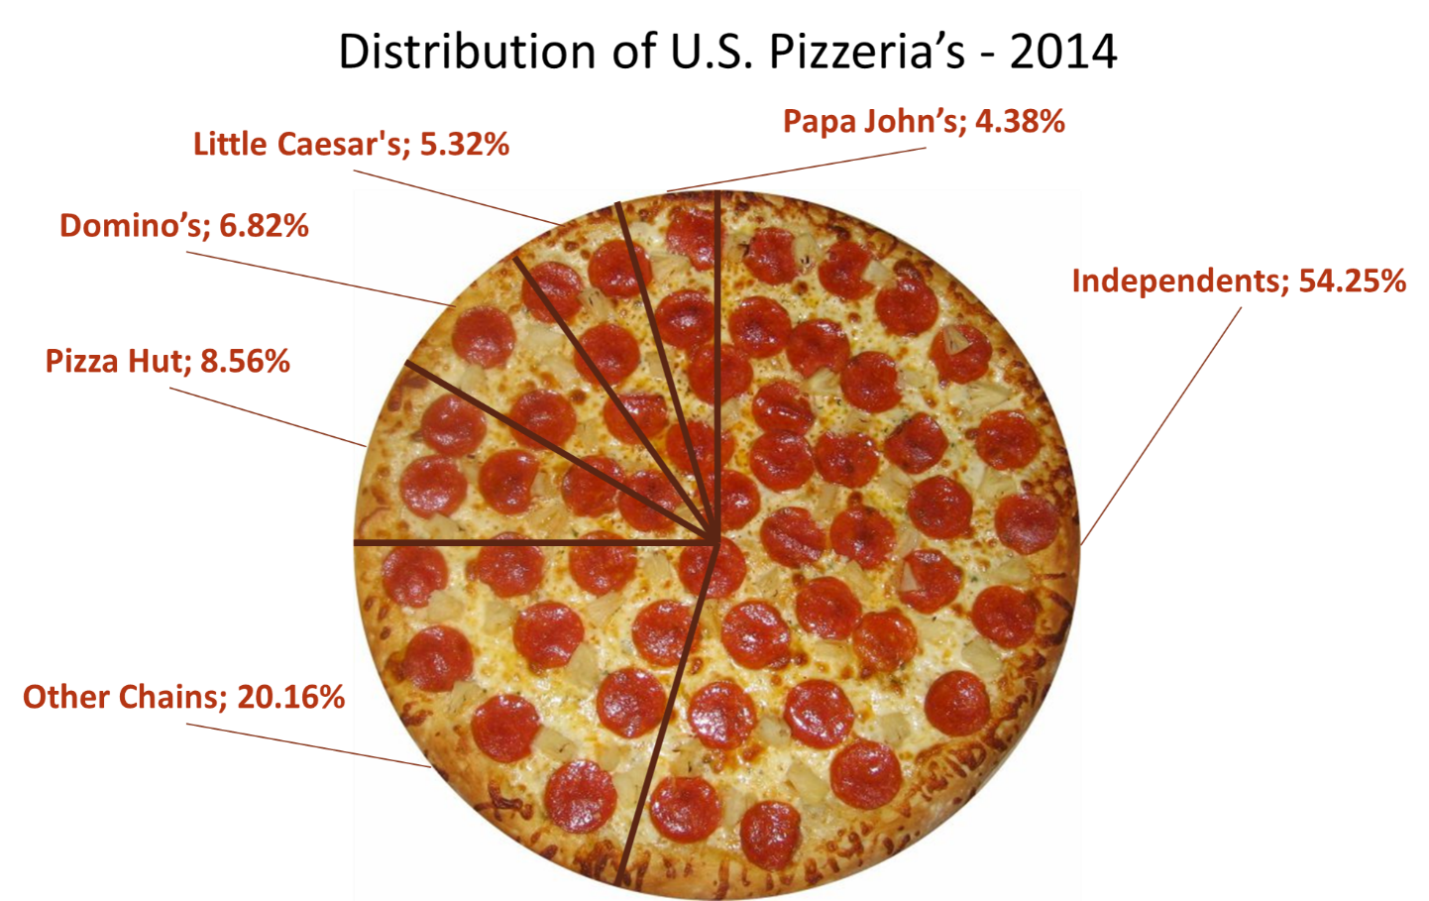 Distribution of U.S. Pizzeria’s - 2014
Papa John’s; 4.38%
Little Caesar's; 5.32%
Domino’s; 6.82%
Independents; 54.25%
Pizza Hut; 8.56%
Other Chains; 20.16%